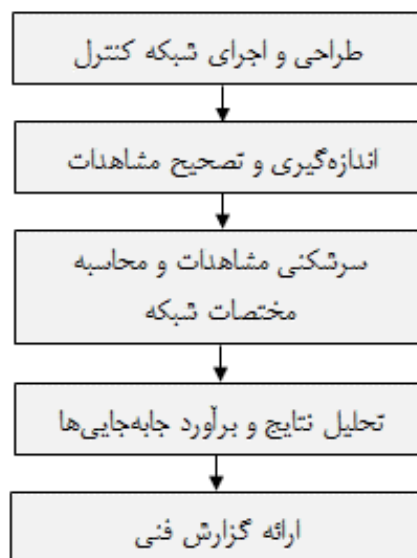 طراحی و اجرای شبکه کنترل
اندازه‌گیری و تصحیح مشاهدات
سرشکنی مشاهدات و محاسبه
مختصات شبکه
تحلیل نتایج و برآورد جابه‌جایی‌ها
ارائه گزارش فنی